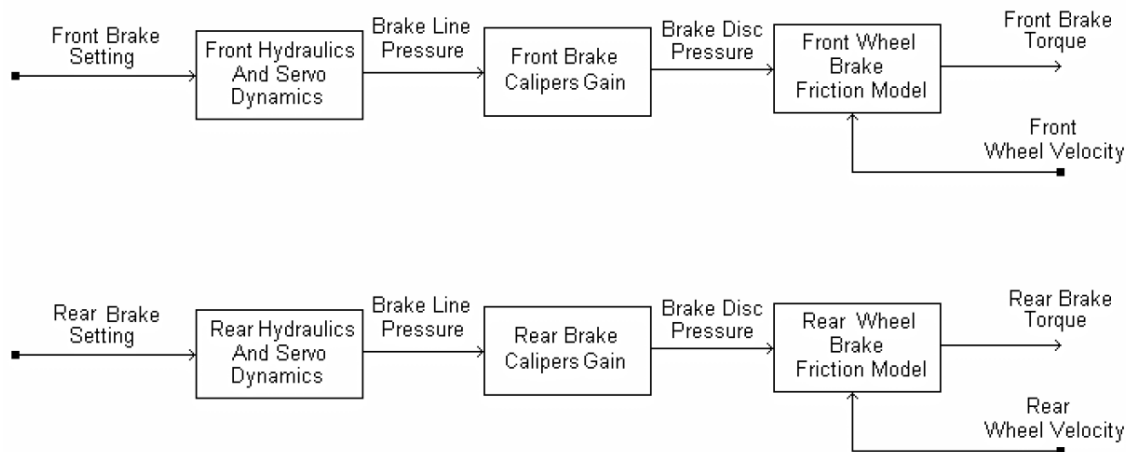 Front Brake
Setting
Front Hydraulics
And Servo
Dynamics
Brake Line
Pressure
Front Brake
Calipers Gain
Brake Disc
Pressure
Front Wheel
Brake
Friction Model
Front Brake
Torque
Front
Wheel Velocity
Rear Brake
Setting
Rear Hydraulics
And Servo
Dynamics
Brake Line
Pressure
Rear Brake
Calipers Gain
Brake Disc
Pressure
Rear Wheel
Brake
Friction Model
Rear Brake
Torque
Rear
Wheel Velocity